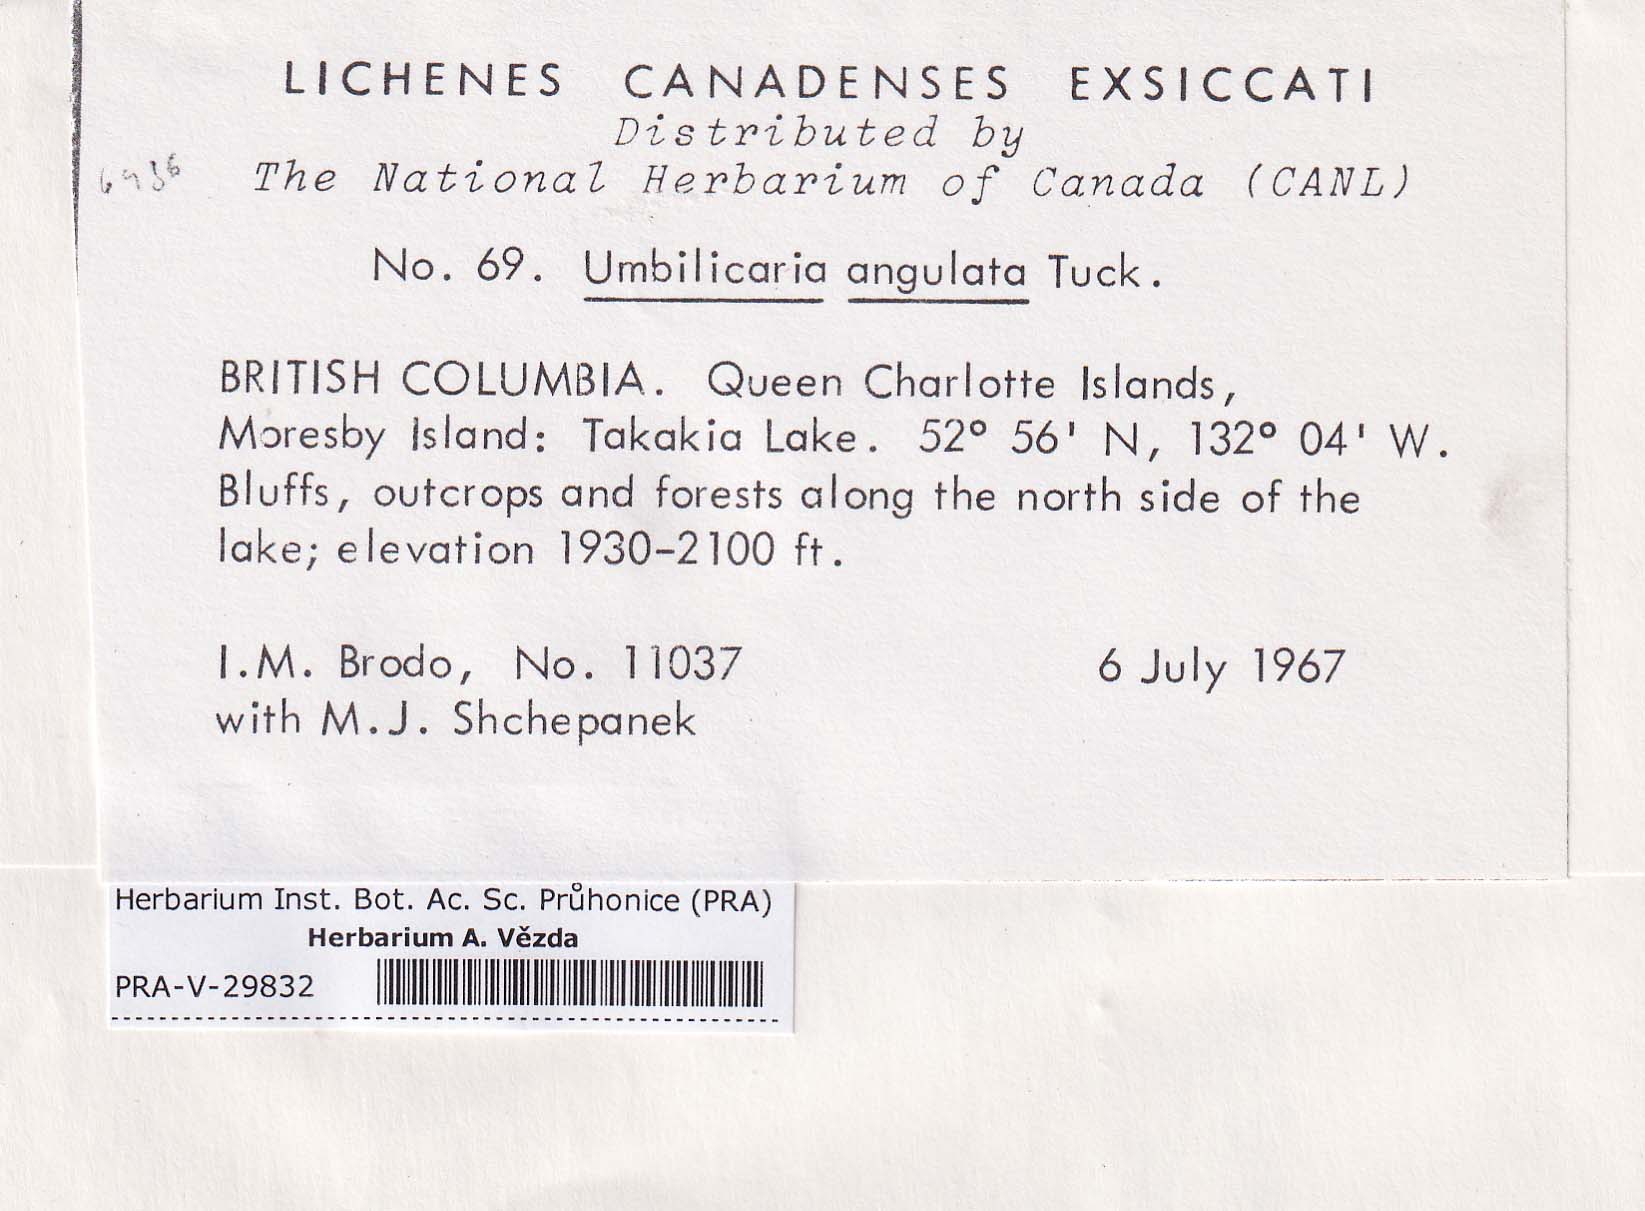 LICHENES CANADENSES EXSICCATI
Distributed by
The National Herbarium of Canada (CANL)
No. 69. Umbilicaria angulata Tuck.
BRITISH COLUMBIA. Queen Charlotte Islands,
Moresby Island: Takakia Lake. 52° 56' N, 132° 04' W.
Bluffs, outcrops and forests along the north side of the
lake; elevation 1930-2100 ft.
I.M. Brodo, No. 11037 6 July 1967
with M.J. Shchepanek
Herbarium Inst. Bot. Ac. Sc. Průhonice (PRA)
Herbarium A. Vězda
PRA-V-29832